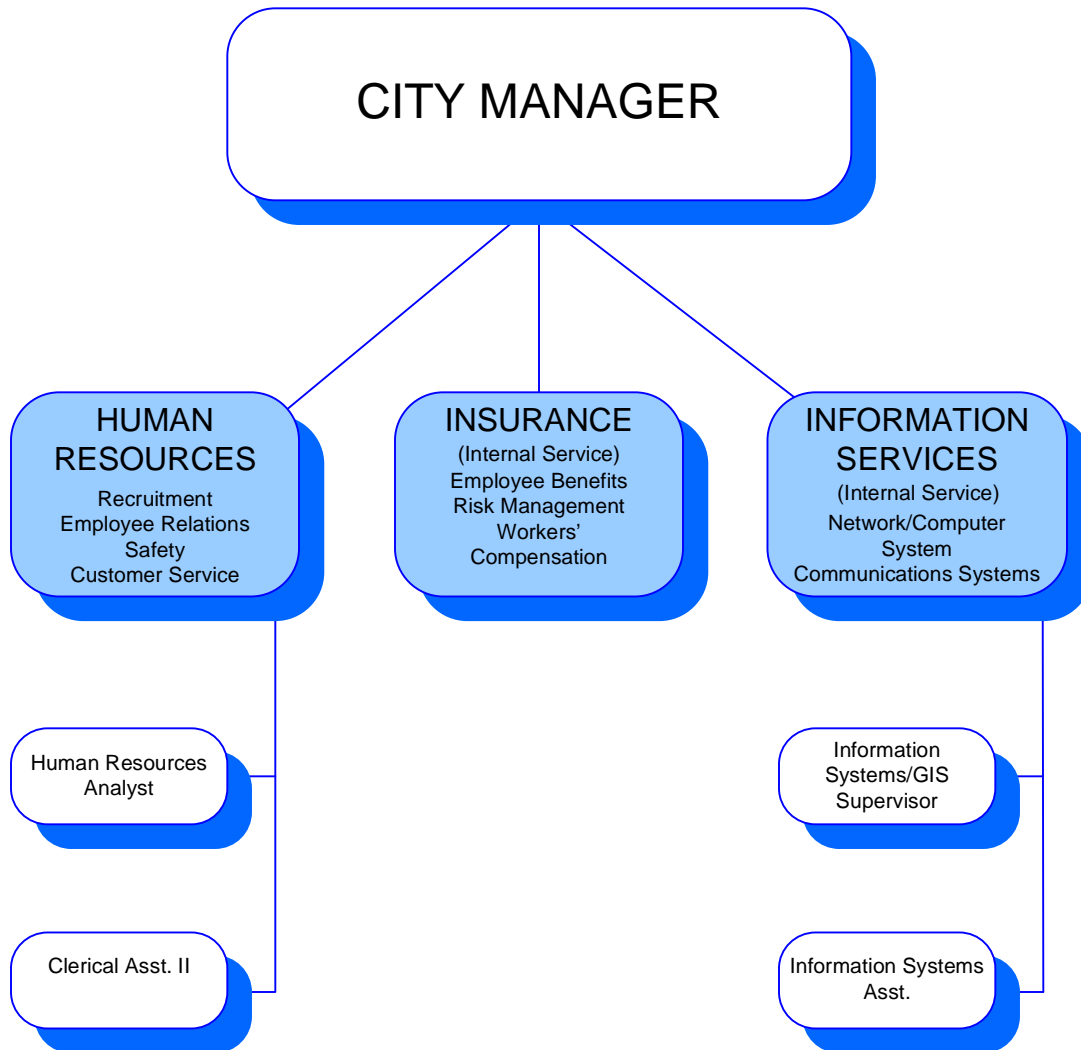 CITY MANAGER
HUMAN
RESOURCES
Recruitment
Employee Relations
Safety
Customer Service
INSURANCE
(Internal Service)
Employee Benefits
Risk Management
Workers’
Compensation
INFORMATION
SERVICES
(Internal Service)
Network/Computer
System
Communications Systems
Human Resources
Analyst
Information
Systems/GIS
Supervisor
Clerical Asst. II
Information Systems
Asst.